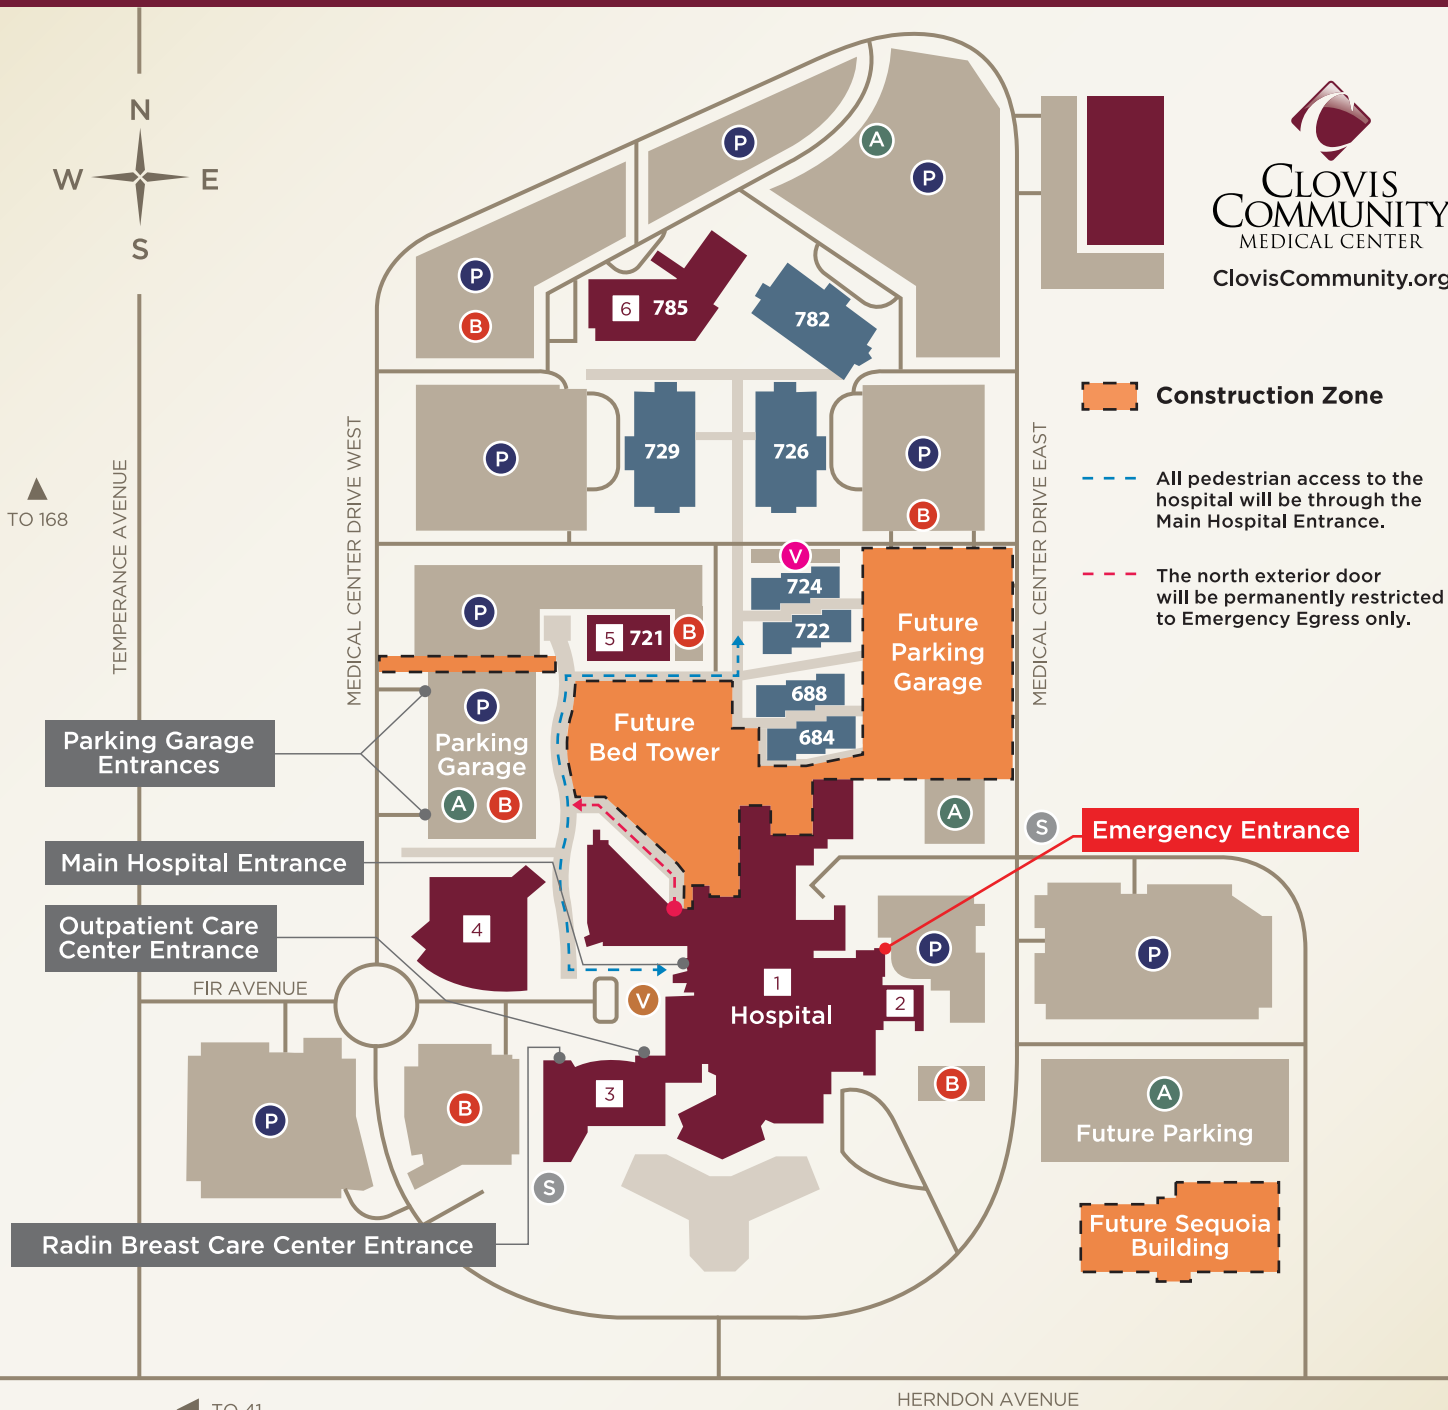 N
W E
S
CLOVIS
COMMUNITY
MEDICAL CENTER
ClovisCommunity.org
Construction Zone
All pedestrian access to the
hospital will be through the
Main Hospital Entrance.
The north exterior door
will be permanently restricted
to Emergency Egress only.
TO 168
TEMPERANCE AVENUE
MEDICAL CENTER DRIVE WEST
MEDICAL CENTER DRIVE EAST
P
A
P
P
B
6 785
782
P
729
726
P
B
V
724
722
688
684
P
5 721
B
Future
Parking
Garage
Future
Bed Tower
P
Parking
Garage
A B
Parking Garage
Entrances
Main Hospital Entrance
Outpatient Care
Center Entrance
FIR AVENUE
A
S
Emergency Entrance
4
P
P
1
Hospital
2
V
3
P
B
B
A
Future Parking
S
Radin Breast Care Center Entrance
Future Sequoia
Building
HERNDON AVENUE
TO 41